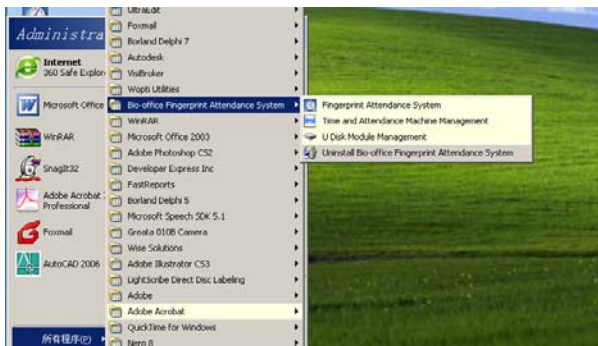 Administra
Internet
360 Safe Explor
Microsoft Office
WinRAR
SnagIt32
Adobe Acrobat
Professional
Foxmail
AutoCAD 2006
所有程序(P)
UltraEdit
Foxmail
Borland Delphi 7
Autodesk
VisiBroker
Wopti Utilities
Bio-office Fingerprint Attendance System
WinRAR
Microsoft Office 2003
Adobe Photoshop CS2
Developer Express Inc
FastReports
Borland Delphi 5
Microsoft Speech SDK 5.1
Greata 010B Camera
Wise Solutions
Adobe Illustrator CS3
LightScribe Direct Disc Labeling
Adobe
Adobe Acrobat
QuickTime for Windows
Nero 8
Fingerprint Attendance System
Time and Attendance Machine Management
U Disk Module Management
Uninstall Bio-office Fingerprint Attendance System